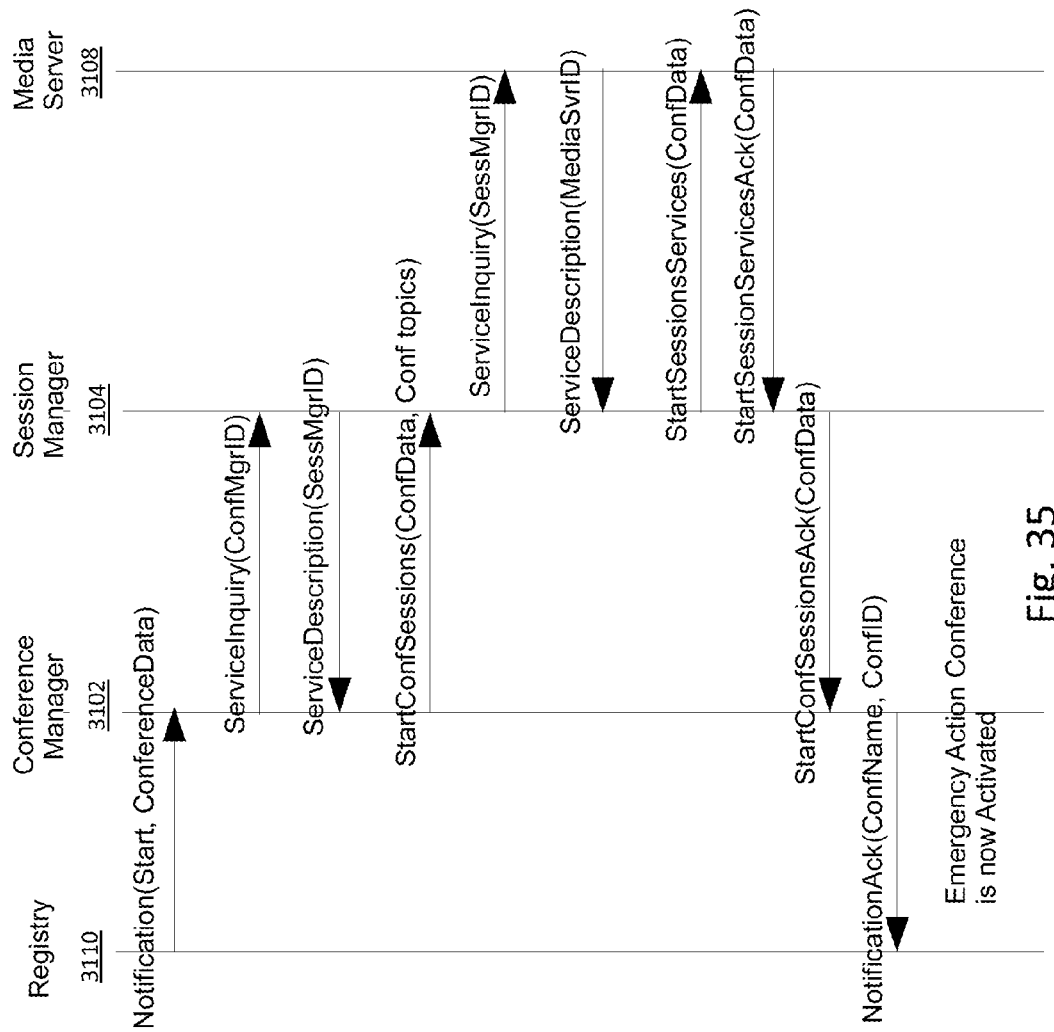 Registry
3110
Conference
Manager
3102
Session
Manager
3104
Media
Server
3108
Notification(Start, ConferenceData)
ServiceInquiry(ConfMgrID)
ServiceDescription(SessMgrID)
StartConfSessions(ConfData, Conf topics)
ServiceInquiry(SessMgrID)
ServiceDescription(MediaSvrID)
StartSessionsServices(ConfData)
StartSessionServicesAck(ConfData)
StartConfSessionsAck(ConfData)
NotificationAck(ConfName, ConfID)
Emergency Action Conference
is now Activated
Fig. 35